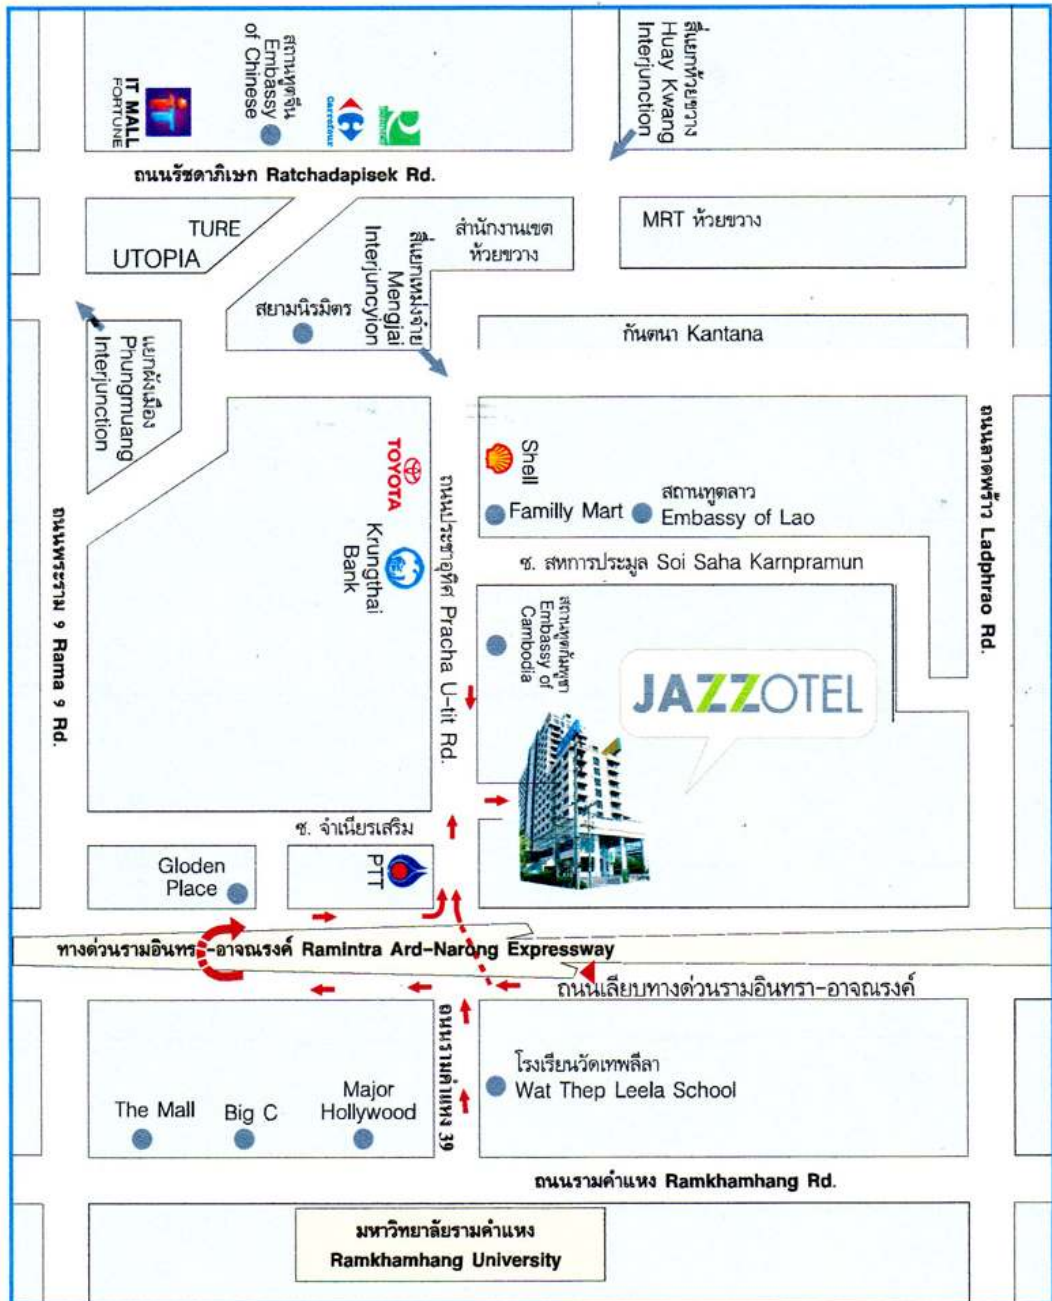 สี่แยกห้วยขวาง
Huay Kwang
Interjunction
สถานทูตจีน
Embassy
of Chinese
IT MALL
FORTUNE
Carrefour
ถนนรัชดาภิเษก Ratchadapisek Rd.
TURE
UTOPIA
สี่แยกเหม่งจ๋าย
Mengjai
Interjuncyion
สำนักงานเขต
ห้วยขวาง
MRT ห้วยขวาง
สยามนิรมิตร
กันตนา Kantana
แยกผังเมือง
Phungmuang
Interjunction
TOYOTA
Krungthai
Bank
ถนนประชาอุทิศ Pracha U-tit Rd.
Shell
Familly Mart
สถานทูตลาว
Embassy of Lao
ถนนลาดพร้าว Ladphrao Rd.
ซ. สหการประมูล Soi Saha Karnpramun
ถนนพระราม 9 Rama 9 Rd.
สถานทูตกัมพูชา
Embassy of
Cambodia
JAZZOTEL
ซ. จำเนียรเสริม
Gloden
Place
PTT
ทางด่วนรามอินทรา-อาจณรงค์ Ramintra Ard-Narong Expressway
ถนนเลียบทางด่วนรามอินทรา-อาจณรงค์
ถนนรามคำแหง 39
โรงเรียนวัดเทพลีลา
Wat Thep Leela School
The Mall
Big C
Major
Hollywood
ถนนรามคำแหง Ramkhamhang Rd.
มหาวิทยาลัยรามคำแหง
Ramkhamhang University